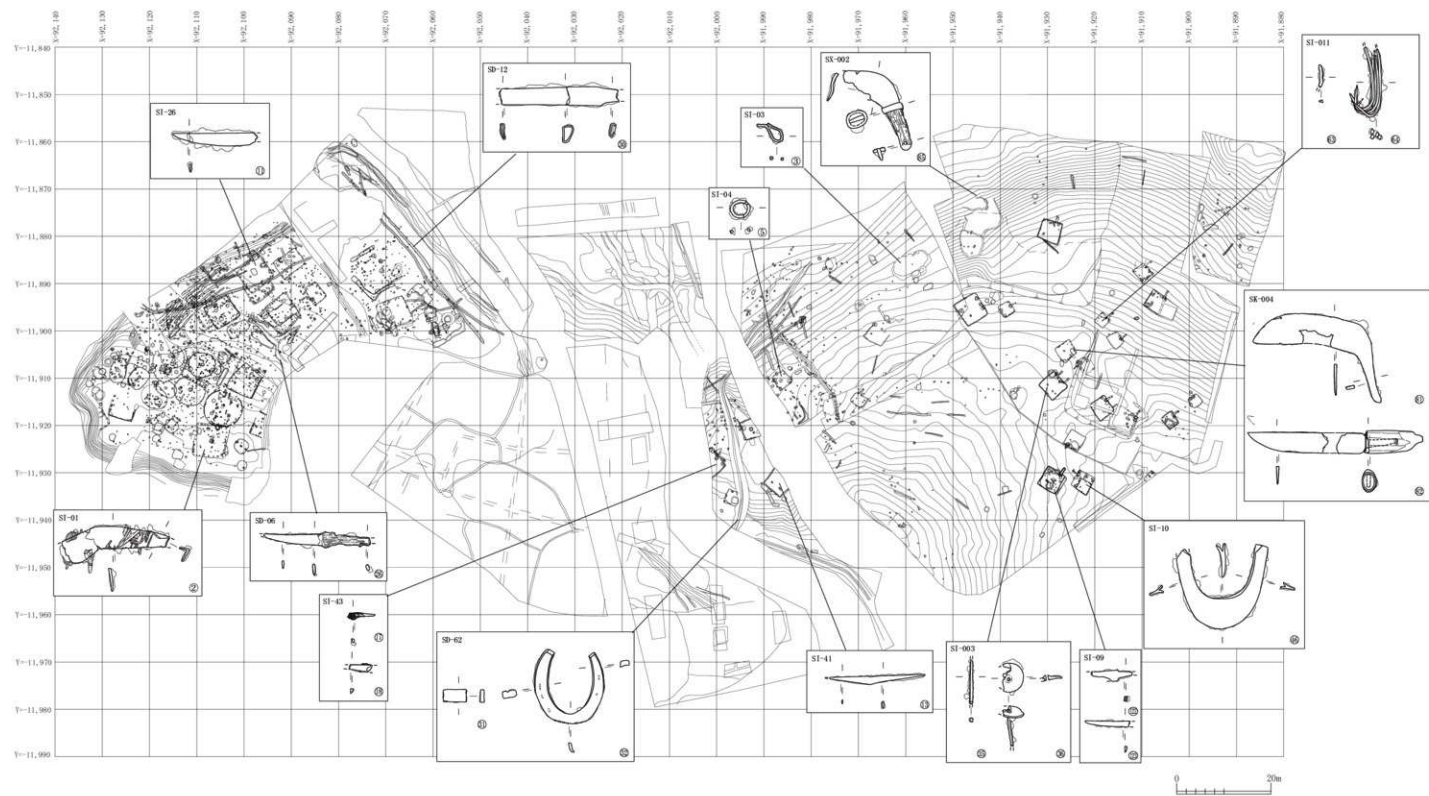 X=92,140
X=92,130
X=92,120
X=92,110
X=92,100
X=92,090
X=92,080
X=92,070
X=92,060
X=92,050
X=92,040
X=92,030
X=92,020
X=92,010
X=92,000
X=91,990
X=91,980
X=91,970
X=91,960
X=91,950
X=91,940
X=91,930
X=91,920
X=91,910
X=91,900
X=91,890
X=91,880
Y=-11,840
Y=-11,850
Y=-11,860
Y=-11,870
Y=-11,880
Y=-11,890
Y=-11,900
Y=-11,910
Y=-11,920
Y=-11,930
Y=-11,940
Y=-11,950
Y=-11,960
Y=-11,970
Y=-11,980
Y=-11,990
SI-26
SD-12
SI-03
③
SX-002
SI-011
SI-04
⑤
SK-004
SI-01
②
SD-06
SI-43
SD-62
SI-41
SI-003
SI-09
SI-10
0 20m